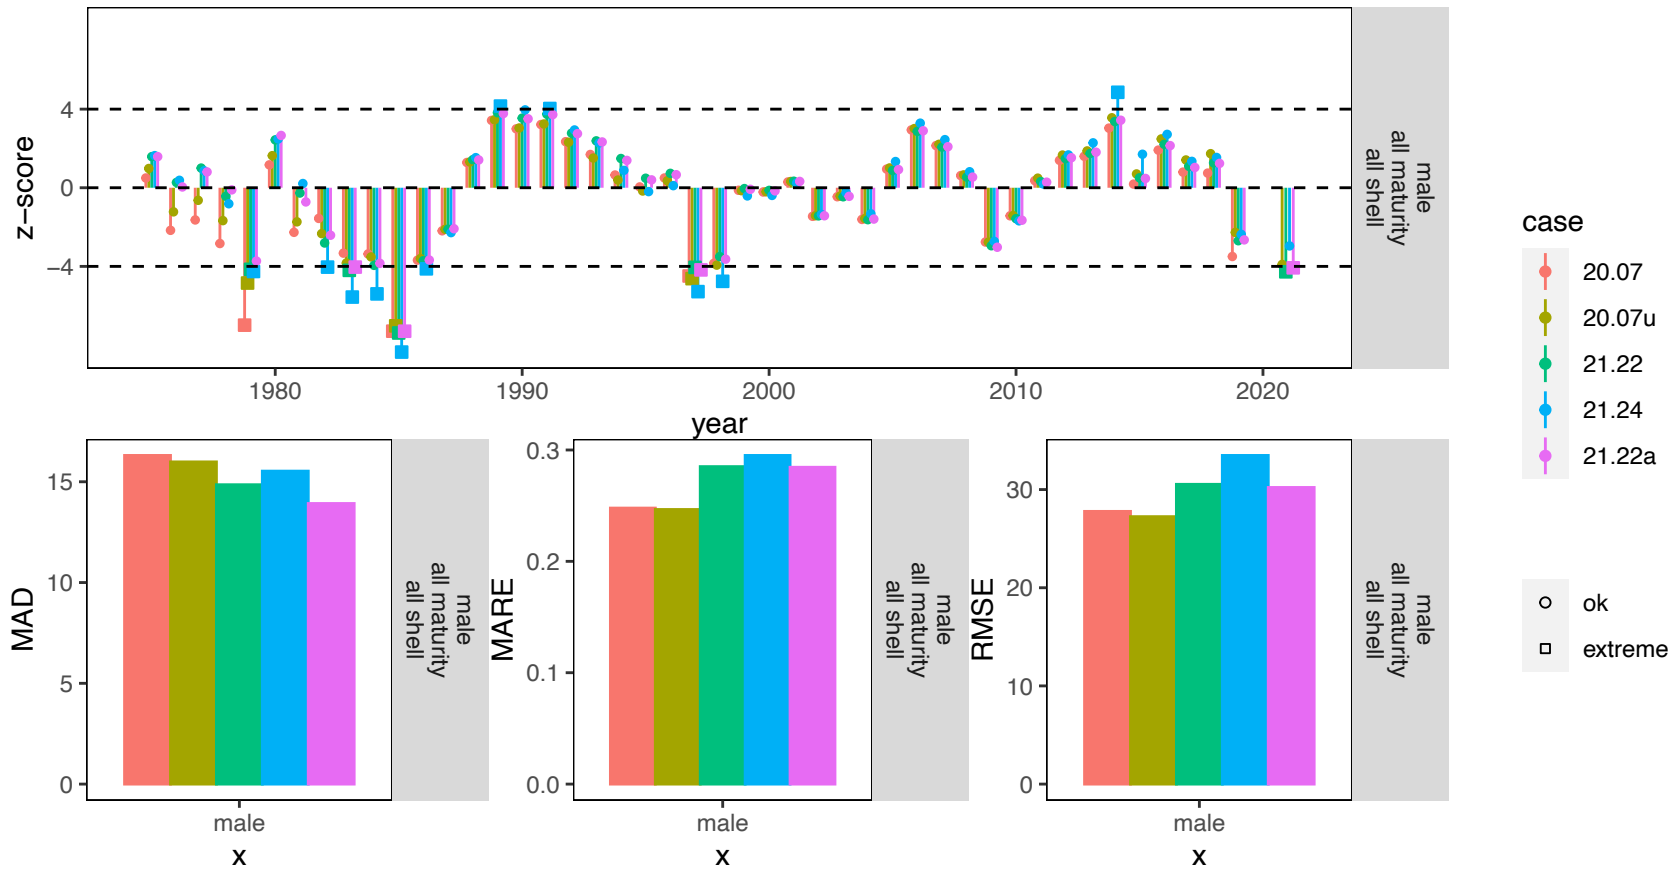 z−score
4
0
−4
1980
1990
2000
2010
2020
year
male
all maturity
all shell
MAD
15
10
5
0
male
x
male
all maturity
all shell
MARE
0.3
0.2
0.1
0.0
male
x
male
all maturity
all shell
RMSE
30
20
10
0
male
x
male
all maturity
all shell
case
20.07
20.07u
21.22
21.24
21.22a
ok
extreme